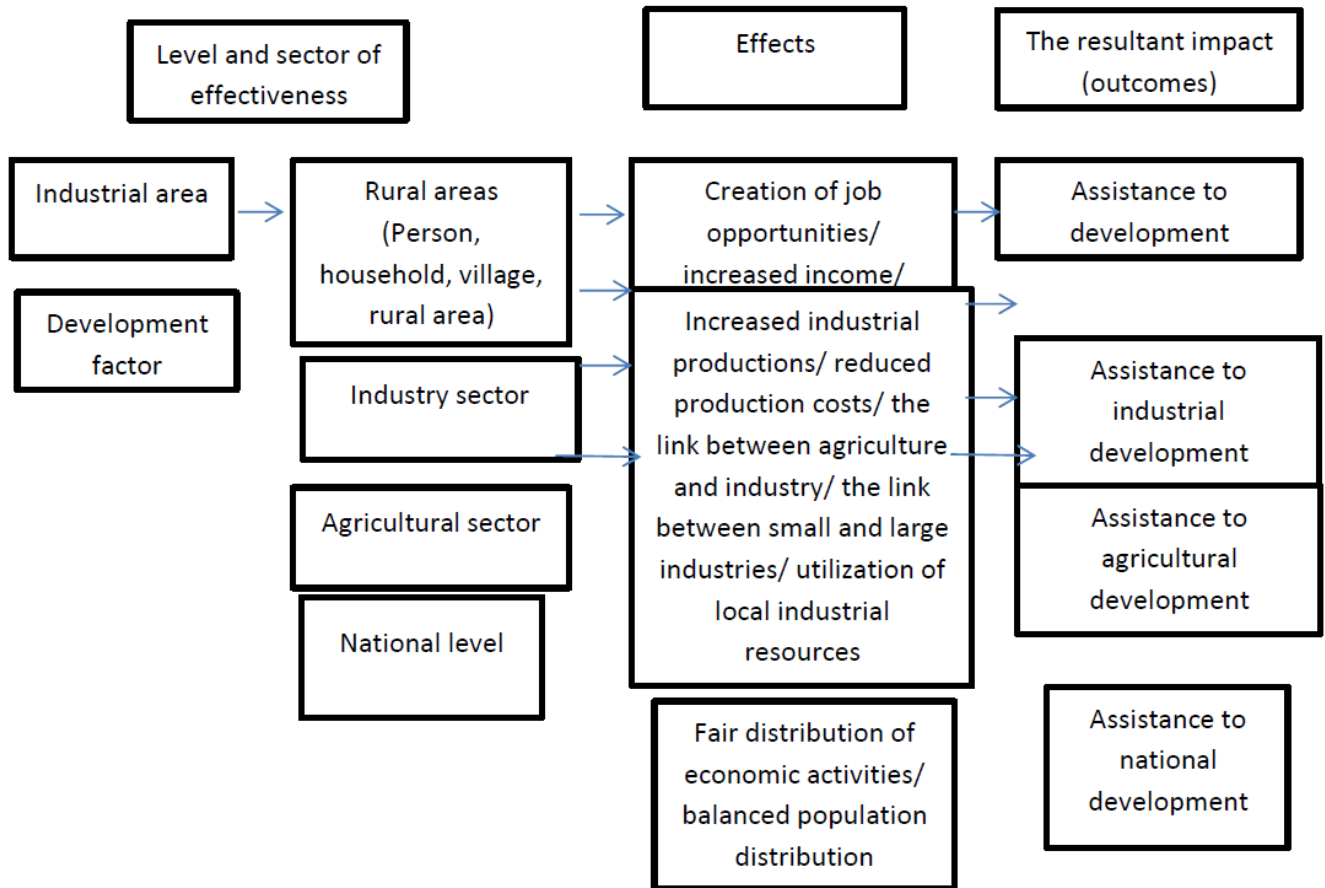 Level and sector of
effectiveness
Effects
The resultant impact
(outcomes)
Industrial area
Development
factor
Rural areas
(Person,
household, village,
rural area)
Industry sector
Agricultural sector
National level
Creation of job
opportunities/
increased income/
Increased industrial
productions/ reduced
production costs/ the
link between agriculture
and industry/ the link
between small and large
industries/ utilization of
local industrial
resources
Fair distribution of
economic activities/
balanced population
distribution
Assistance to
development
Assistance to
industrial
development
Assistance to
agricultural
development
Assistance to
national
development